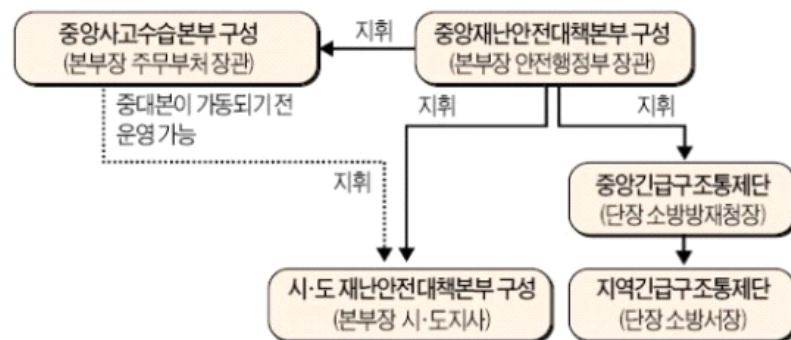 중앙사고수습본부 구성
(본부장 주무부처 장관)
지휘
중앙재난안전대책본부 구성
(본부장 안전행정부 장관)
중대본이 가동되기 전
운영 가능
지휘
지휘
지휘
중앙긴급구조통제단
(단장 소방방재청장)
시·도 재난안전대책본부 구성
(본부장 시·도지사)
지역긴급구조통제단
(단장 소방서장)